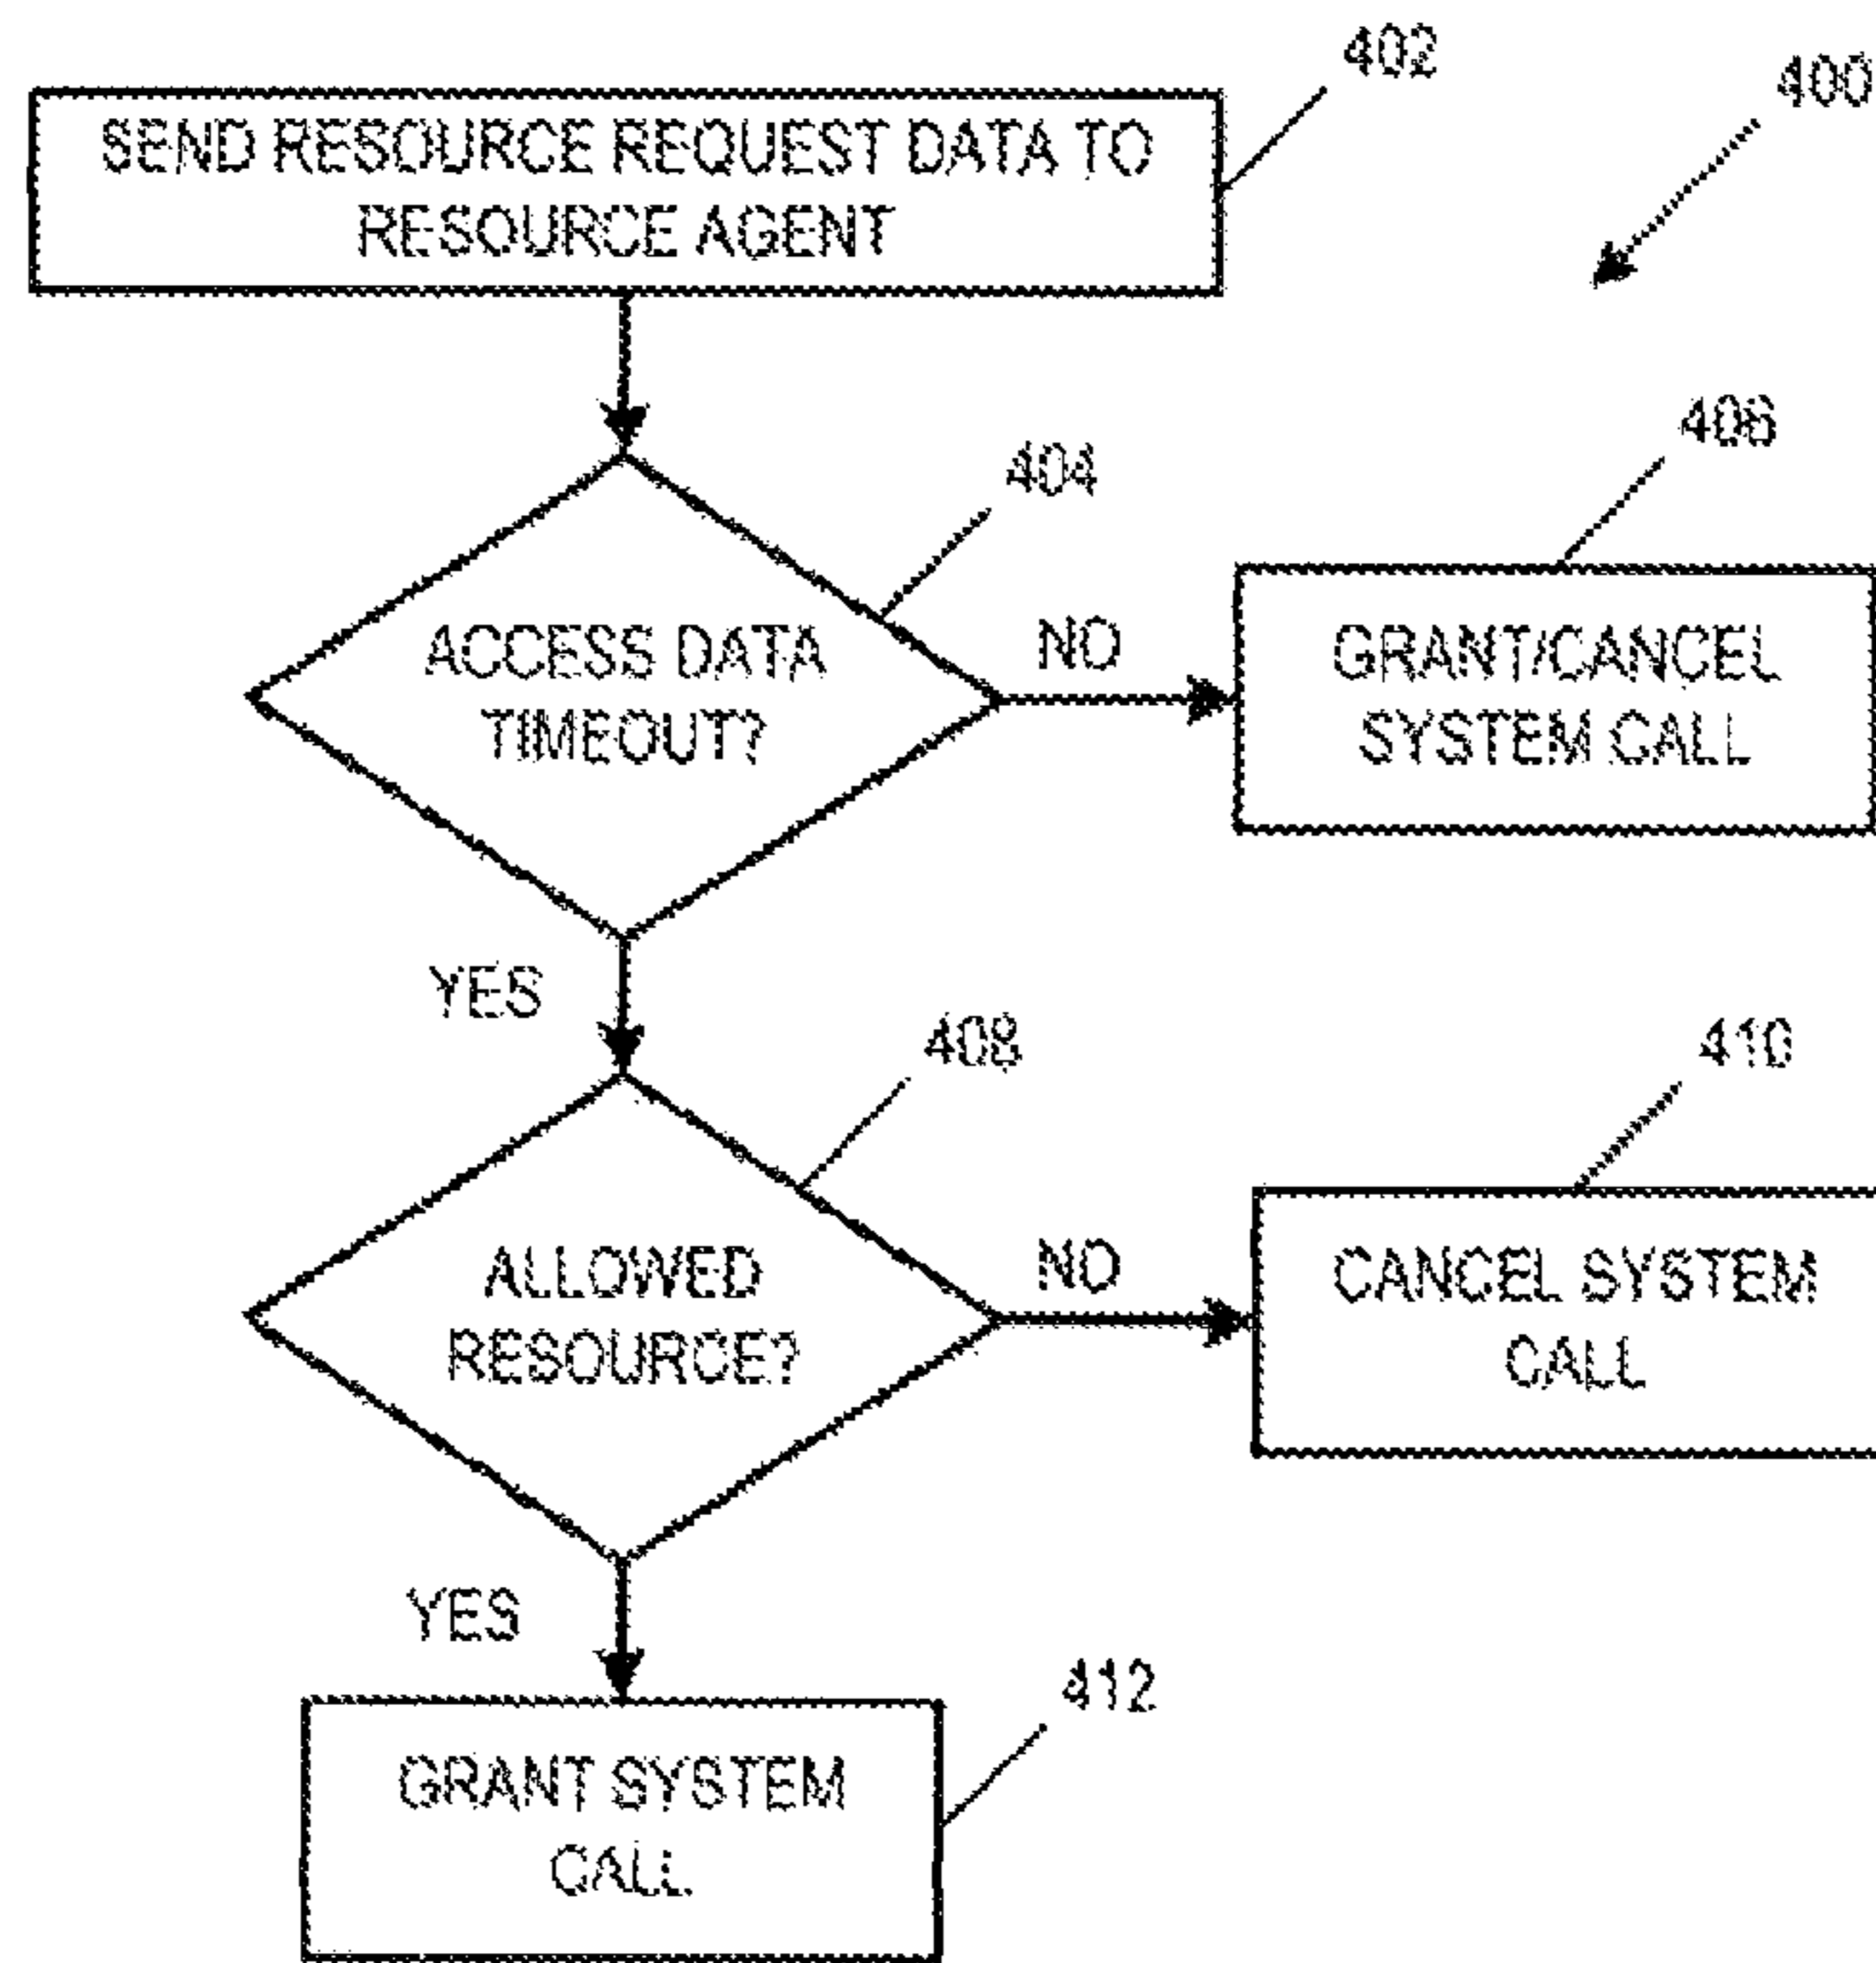 402
400
SEND RESOURCE REQUEST DATA TO
RESOURCE AGENT
404
406
ACCESS DATA
TIMEOUT?
NO
GRANT/CANCEL
SYSTEM CALL
YES
408
410
ALLOWED
RESOURCE?
NO
CANCEL SYSTEM
CALL
YES
412
GRANT SYSTEM
CALL